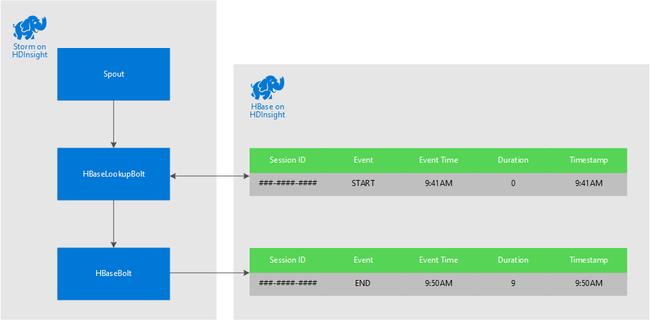 Storm on
HDInsight
Spout
HBaseLookupBolt
HBaseBolt
HBase on
HDInsight
Session ID Event Event Time Duration Timestamp
###-####-#### START 9:41AM 0 9:41AM
Session ID Event Event Time Duration Timestamp
###-####-#### END 9:50AM 9 9:50AM